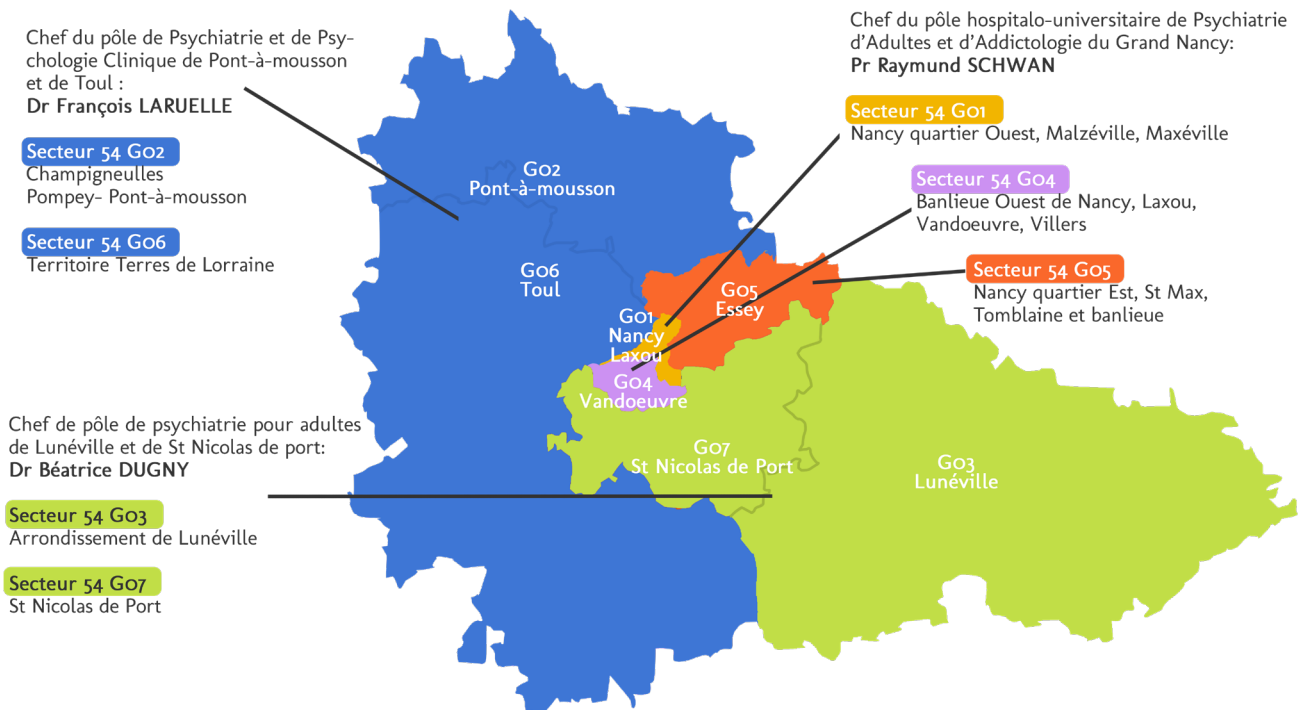 Chef du pôle de Psychiatrie et de Psy-
chologie Clinique de Pont-à-mousson
et de Toul :
Dr François LARUELLE
Secteur 54 G02
Champigneulles
Pompey- Pont-à-mousson
Secteur 54 G06
Territoire Terres de Lorraine
Chef du pôle hospitalo-universitaire de Psychiatrie
d'Adultes et d'Addictologie du Grand Nancy:
Pr Raymund SCHWAN
Secteur 54 G01
Nancy quartier Ouest, Malzéville, Maxéville
Secteur 54 G04
Banlieue Ouest de Nancy, Laxou,
Vandoeuvre, Villers
Secteur 54 G05
Nancy quartier Est, St Max,
Tomblaine et banlieue
G02
Pont-à-mousson
G06
Toul
G05
Essey
G01
Nancy
Laxou
G04
Vandoeuvre
G07
St Nicolas de Port
G03
Lunéville
Chef de pôle de psychiatrie pour adultes
de Lunéville et de St Nicolas de port:
Dr Béatrice DUGNY
Secteur 54 G03
Arrondissement de Lunéville
Secteur 54 G07
St Nicolas de Port